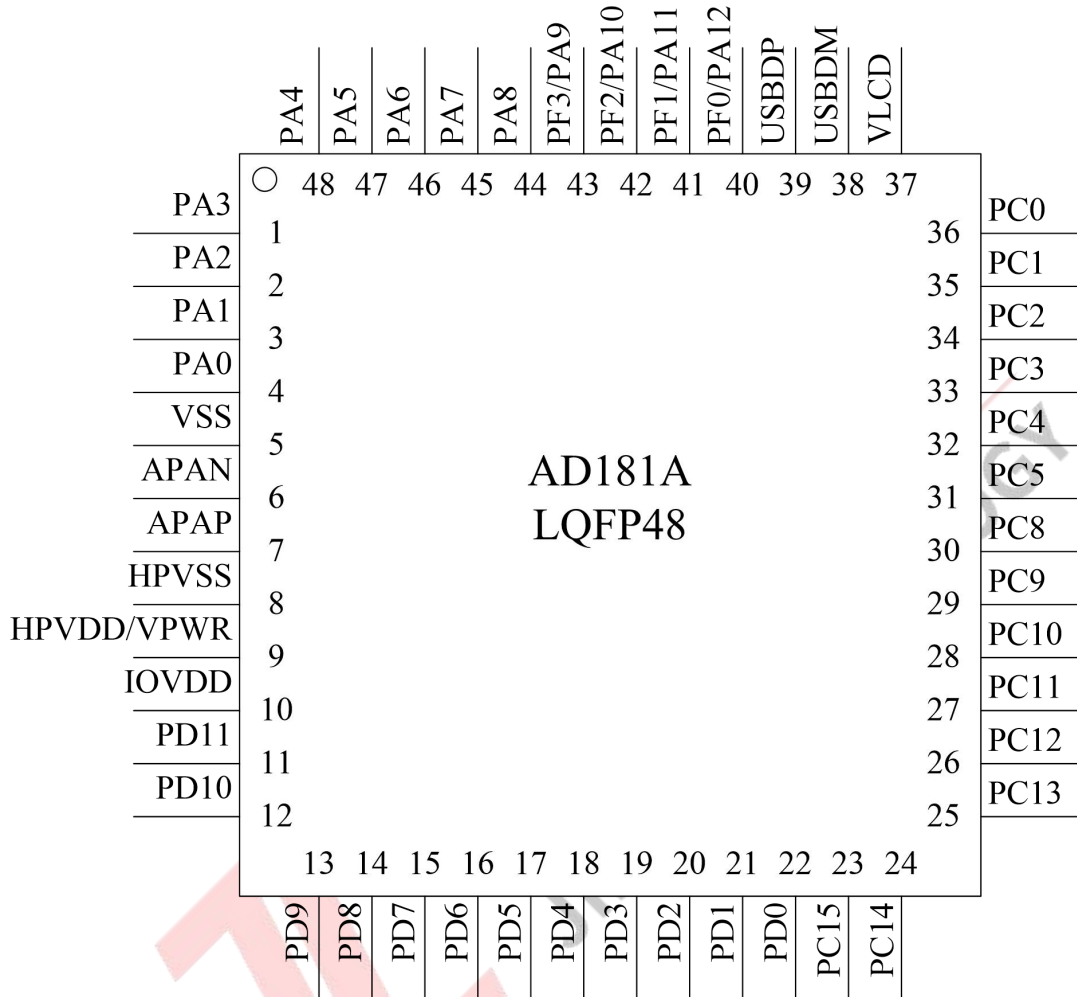 PA4 PA5 PA6 PA7 PA8 PF3/PA9 PF2/PA10 PF1/PA11 PF0/PA12 USBDP USBDM VLCD
48 47 46 45 44 43 42 41 40 39 38 37
PA3 1
PA2 2
PA1 3
PA0 4
VSS 5
APAN 6
APAP 7
HPVSS 8
HPVDD/VPWR 9
IOVDD 10
PD11 11
PD10 12
AD181A
LQFP48
36 PC0
35 PC1
34 PC2
33 PC3
32 PC4
31 PC5
30 PC8
29 PC9
28 PC10
27 PC11
26 PC12
25 PC13
13 14 15 16 17 18 19 20 21 22 23 24
PD9 PD8 PD7 PD6 PD5 PD4 PD3 PD2 PD1 PD0 PC15 PC14